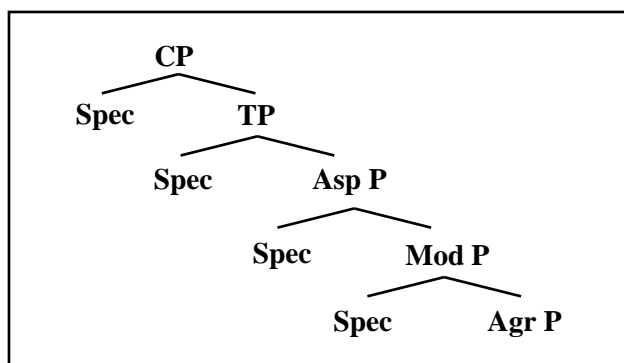 CP
Spec TP
Spec Asp P
Spec Mod P
Spec Agr P